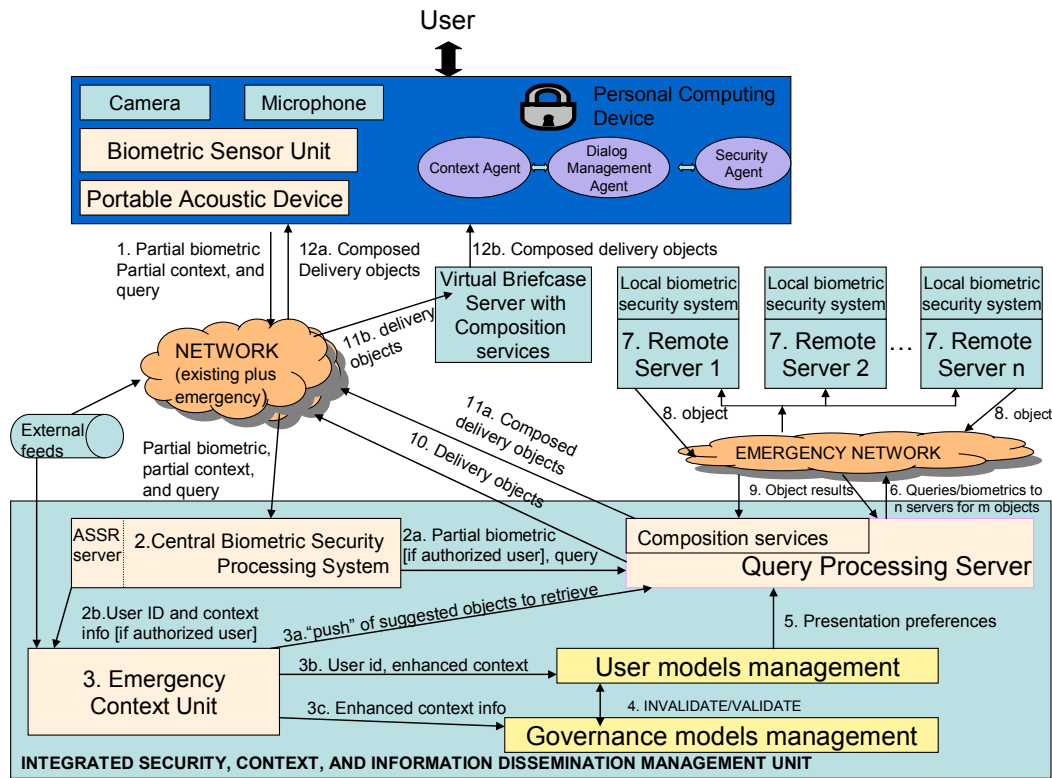 User
Camera
Microphone
Personal Computing
Device
Biometric Sensor Unit
Portable Acoustic Device
Context Agent
Dialog
Management
Agent
Security
Agent
1. Partial biometric
Partial context, and
query
12a. Composed
Delivery objects
12b. Composed delivery objects
Virtual Briefcase
Server with
Composition
services
11b. delivery
objects
Local biometric
security system
7. Remote
Server 1
Local biometric
security system
7. Remote
Server 2
...
Local biometric
security system
7. Remote
Server n
NETWORK
(existing plus
emergency)
External
feeds
Partial biometric,
partial context,
and query
11a. Composed
delivery objects
10. Delivery objects
8. object
8. object
EMERGENCY NETWORK
9. Object results
6. Queries/biometrics to
n servers for m objects
ASSR
server
2.Central Biometric Security
Processing System
2a. Partial biometric
[if authorized user], query
Composition services
Query Processing Server
2b.User ID and context
info [if authorized user]
3a."push" of suggested objects to retrieve
5. Presentation preferences
3. Emergency
Context Unit
3b. User id, enhanced context
User models management
3c. Enhanced context info
4. INVALIDATE/VALIDATE
Governance models management
INTEGRATED SECURITY, CONTEXT, AND INFORMATION DISSEMINATION MANAGEMENT UNIT